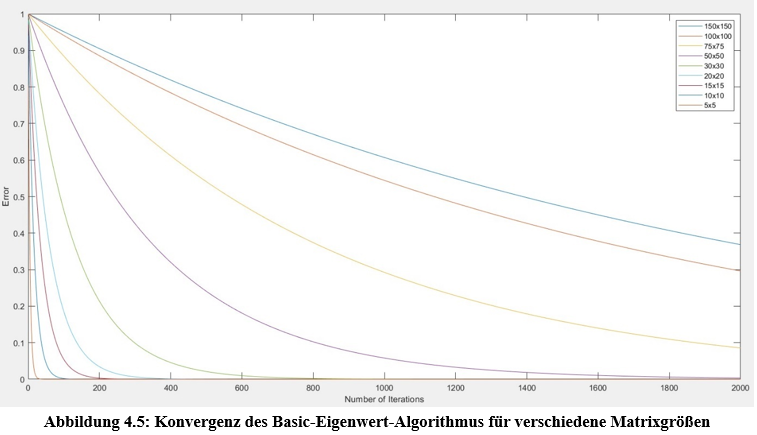 1
0.9
0.8
0.7
0.6
0.5
0.4
0.3
0.2
0.1
0
Error
150x150
100x100
75x75
50x50
30x30
20x20
15x15
10x10
5x5
0 200 400 600 800 1000 1200 1400 1600 1800 2000
Number of Iterations
Abbildung 4.5: Konvergenz des Basic-Eigenwert-Algorithmus für verschiedene Matrixgrößen